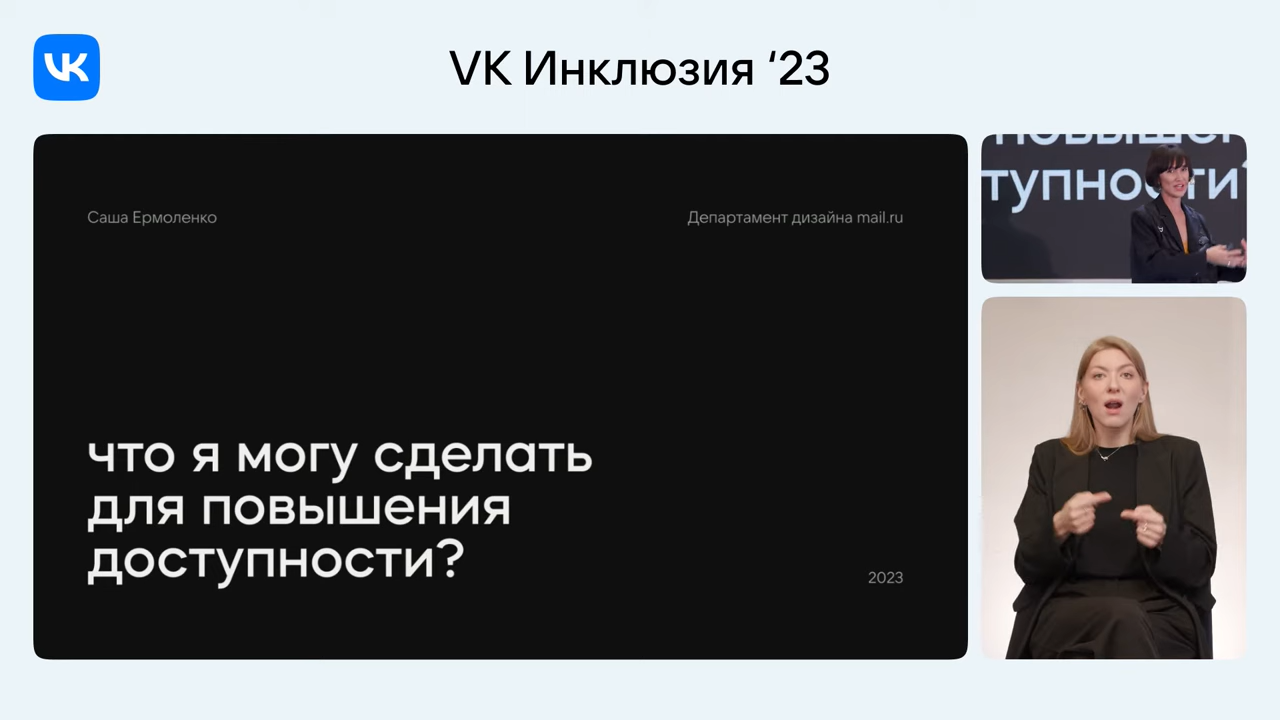 VK
VK Инклюзия ‘23
Саша Ермоленко
Департамент дизайна mail.ru
что я могу сделать
для повышения
доступности?
2023